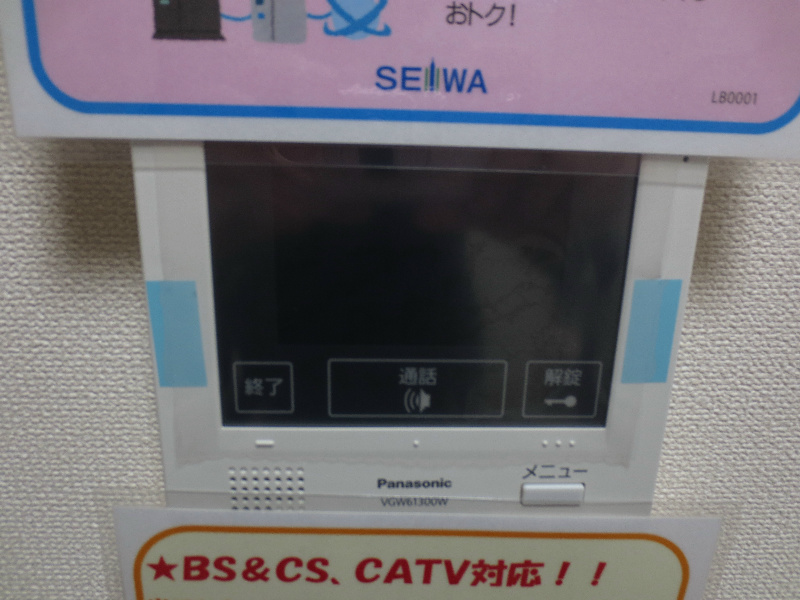 おトク!
SEIWA
LB0001
終了
通話
解錠
メニュー
Panasonic
VGW61300W
★BS&CS、CATV対応!!